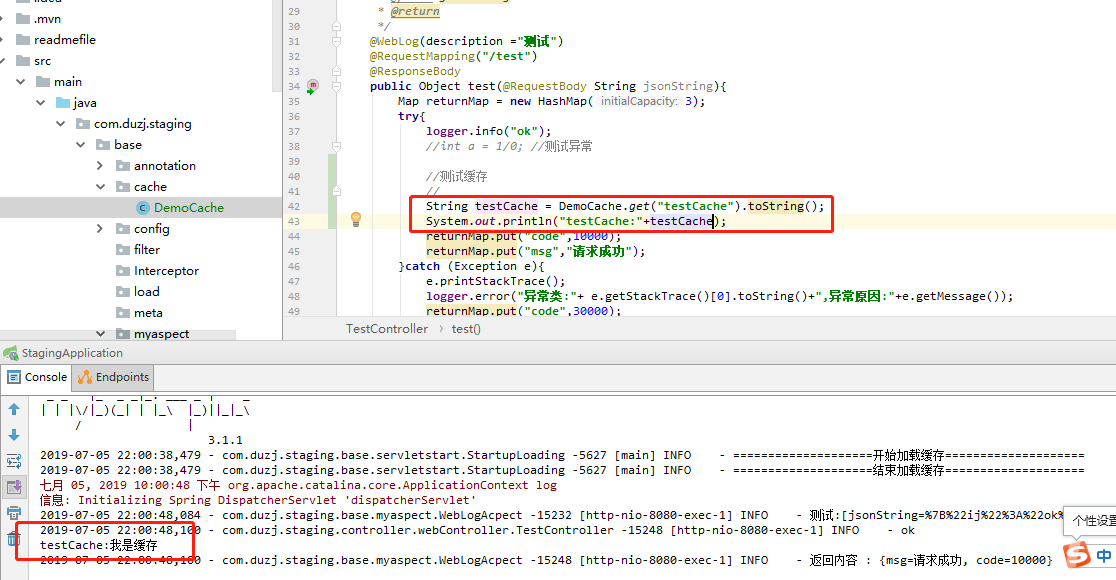 .mvn
readmefile
src
main
java
com.duzj.staging
base
annotation
cache
DemoCache
config
filter
Interceptor
load
meta
myaspect
29
30
31
32
33
34
35
36
37
38
39
40
41
42
43
44
45
46
47
48
49
* @return
*/
@WebLog(description ="测试")
@RequestMapping("/test")
@ResponseBody
public Object test(@RequestBody String jsonString){
Map returnMap = new HashMap( initialCapacity: 3);
try{
logger.info("ok");
//int a = 1/0; //测试异常
//测试缓存
//
String testCache = DemoCache.get("testCache").toString();
System.out.println("testCache:"+testCache);
returnMap.put("code",10000);
returnMap.put("msg","请求成功");
}catch (Exception e){
e.printStackTrace();
logger.error("异常类:"+ e.getStackTrace()[0].toString()+",异常原因:"+e.getMessage());
returnMap.put("code",30000);
TestController › test()
StagingApplication
Console Endpoints
3.1.1
2019-07-05 22:00:38,479 - com.duzj.staging.base.servletstart.StartupLoading -5627 [main] INFO - ====================开始加载缓存====================
2019-07-05 22:00:38,479 - com.duzj.staging.base.servletstart.StartupLoading -5627 [main] INFO - ====================结束加载缓存====================
七月 05, 2019 10:00:48 下午 org.apache.catalina.core.ApplicationContext log
信息: Initializing Spring DispatcherServlet 'dispatcherServlet'
2019-07-05 22:00:48,084 - com.duzj.staging.base.myaspect.WebLogAcpect -15232 [http-nio-8080-exec-1] INFO - 测试:[jsonString=%7B%22ij%22%3A%22ok%
2019-07-05 22:00:48,100 - com.duzj.staging.controller.webController.TestController -15248 [http-nio-8080-exec-1] INFO - ok
testCache:我是缓存
2019-07-05 22:00:48,100 - com.duzj.staging.base.myaspect.WebLogAcpect -15248 [http-nio-8080-exec-1] INFO - 返回内容 : {msg=请求成功, code=10000}
个性设置
中